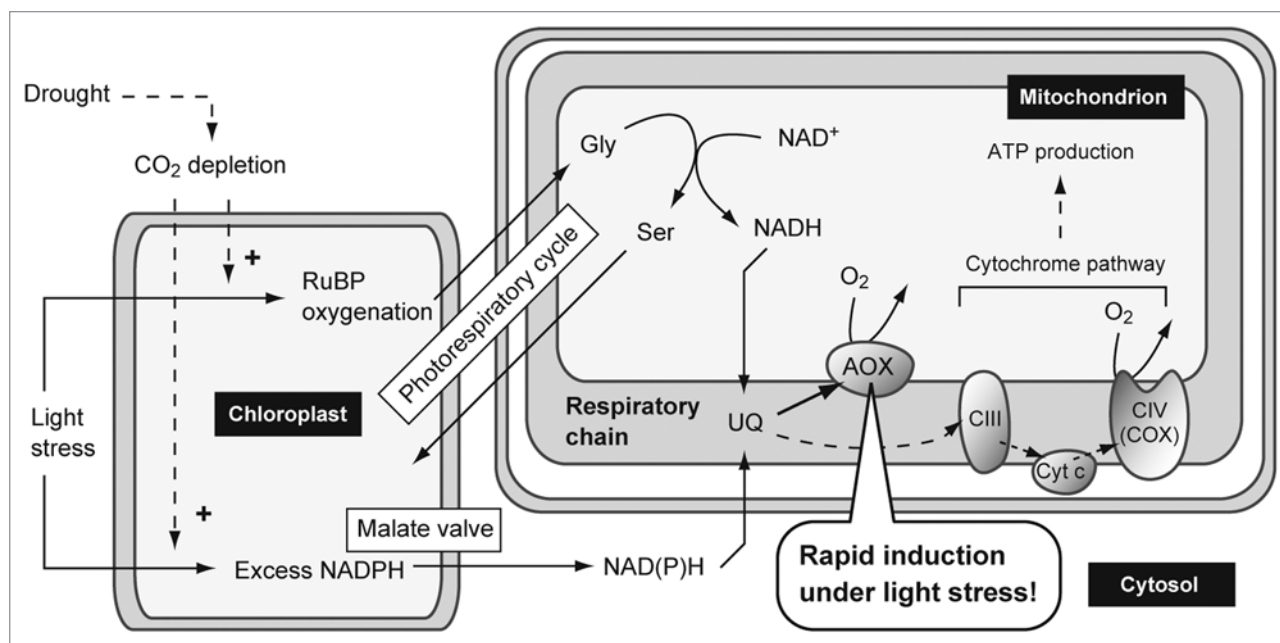 Drought
CO₂ depletion
+
RuBP
oxygenation
Light
stress
Chloroplast
+
Excess NADPH
Photorespiratory cycle
Malate valve
NAD(P)H
Mitochondrion
Gly
NAD⁺
Ser
NADH
ATP production
Cytochrome pathway
O₂
O₂
AOX
Respiratory
chain
UQ
CIII
Cyt c
CIV
(COX)
Rapid induction
under light stress!
Cytosol